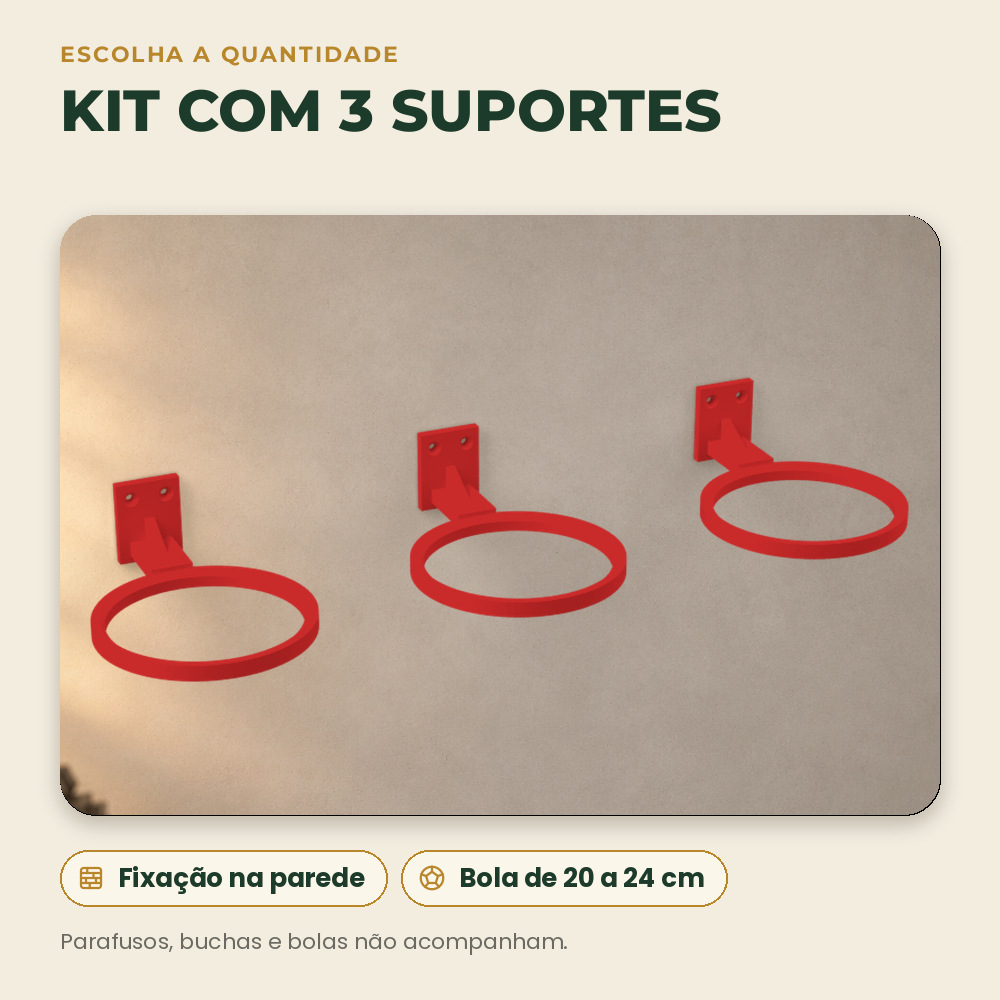 ESCOLHA A QUANTIDADE
KIT COM 3 SUPORTES
Fixação na parede
Bola de 20 a 24 cm
Parafusos, buchas e bolas não acompanham.